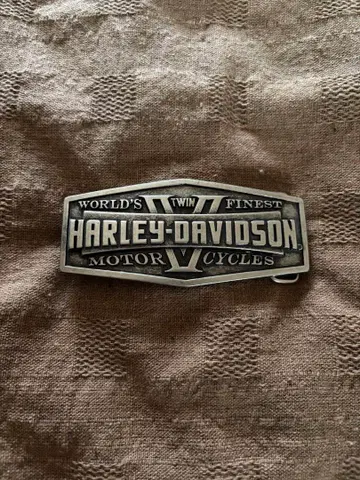 WORLD'S TWIN FINEST
HARLEY-DAVIDSON
V
MOTOR CYCLES